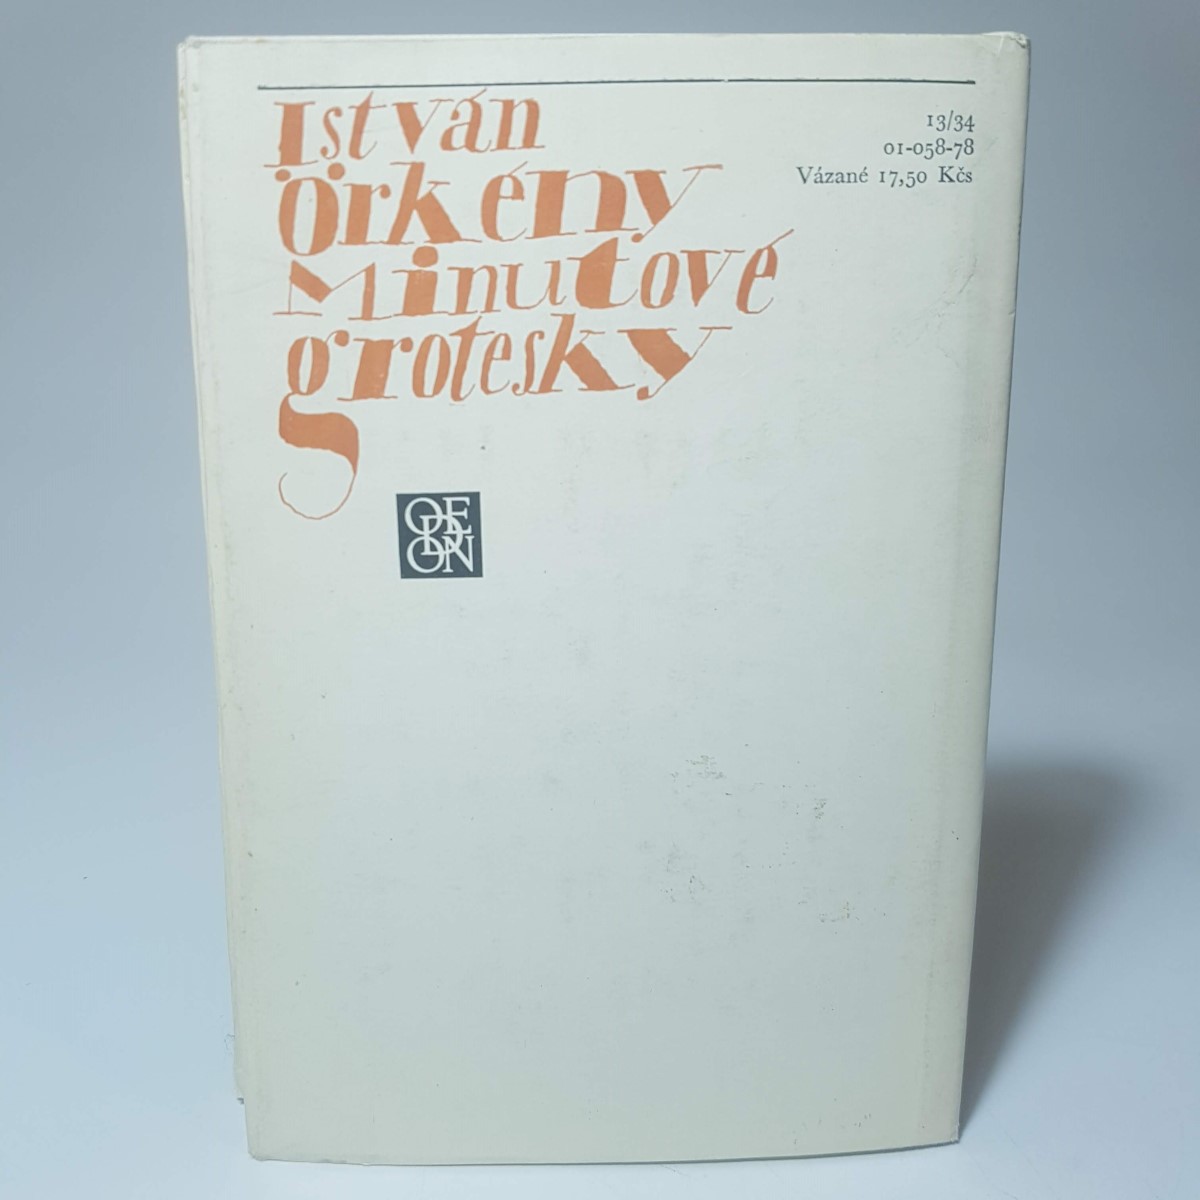 István
Örkény
Minutové
grotesky
13/34
01-058-78
Vázané 17,50 Kčs
ODEON